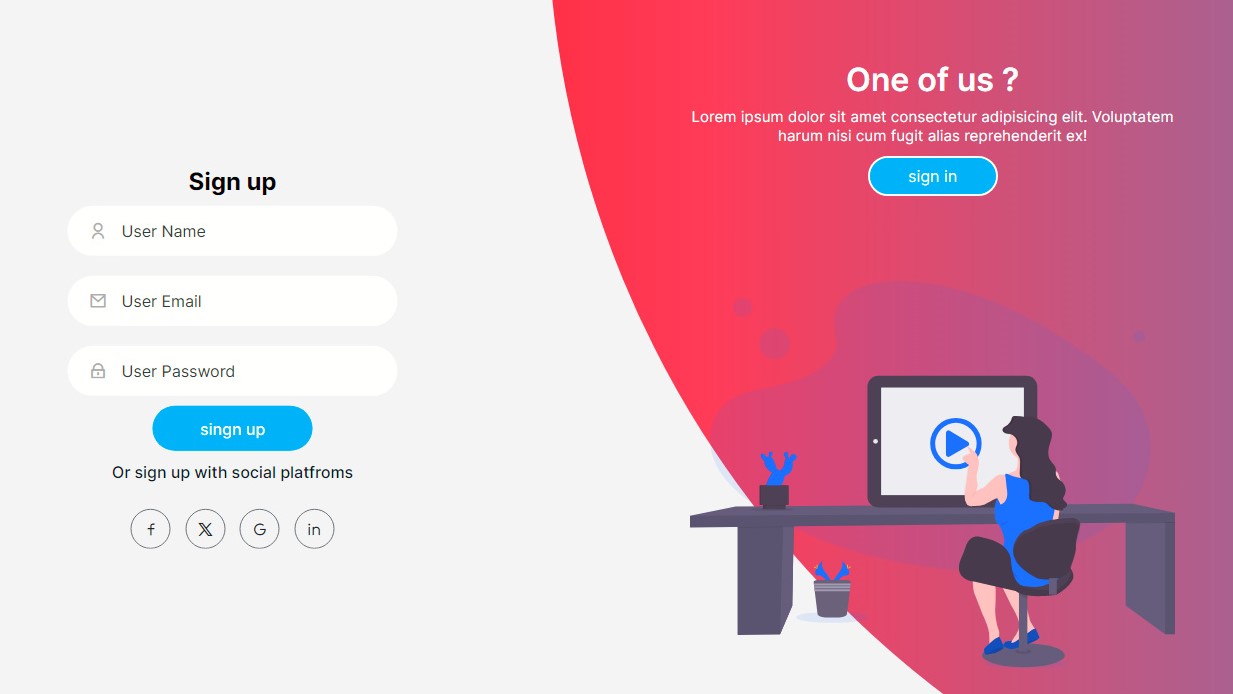 Sign up
User Name
User Email
User Password
singn up
Or sign up with social platfroms
f 𝕏 G in
One of us ?
Lorem ipsum dolor sit amet consectetur adipisicing elit. Voluptatem
harum nisi cum fugit alias reprehenderit ex!
sign in